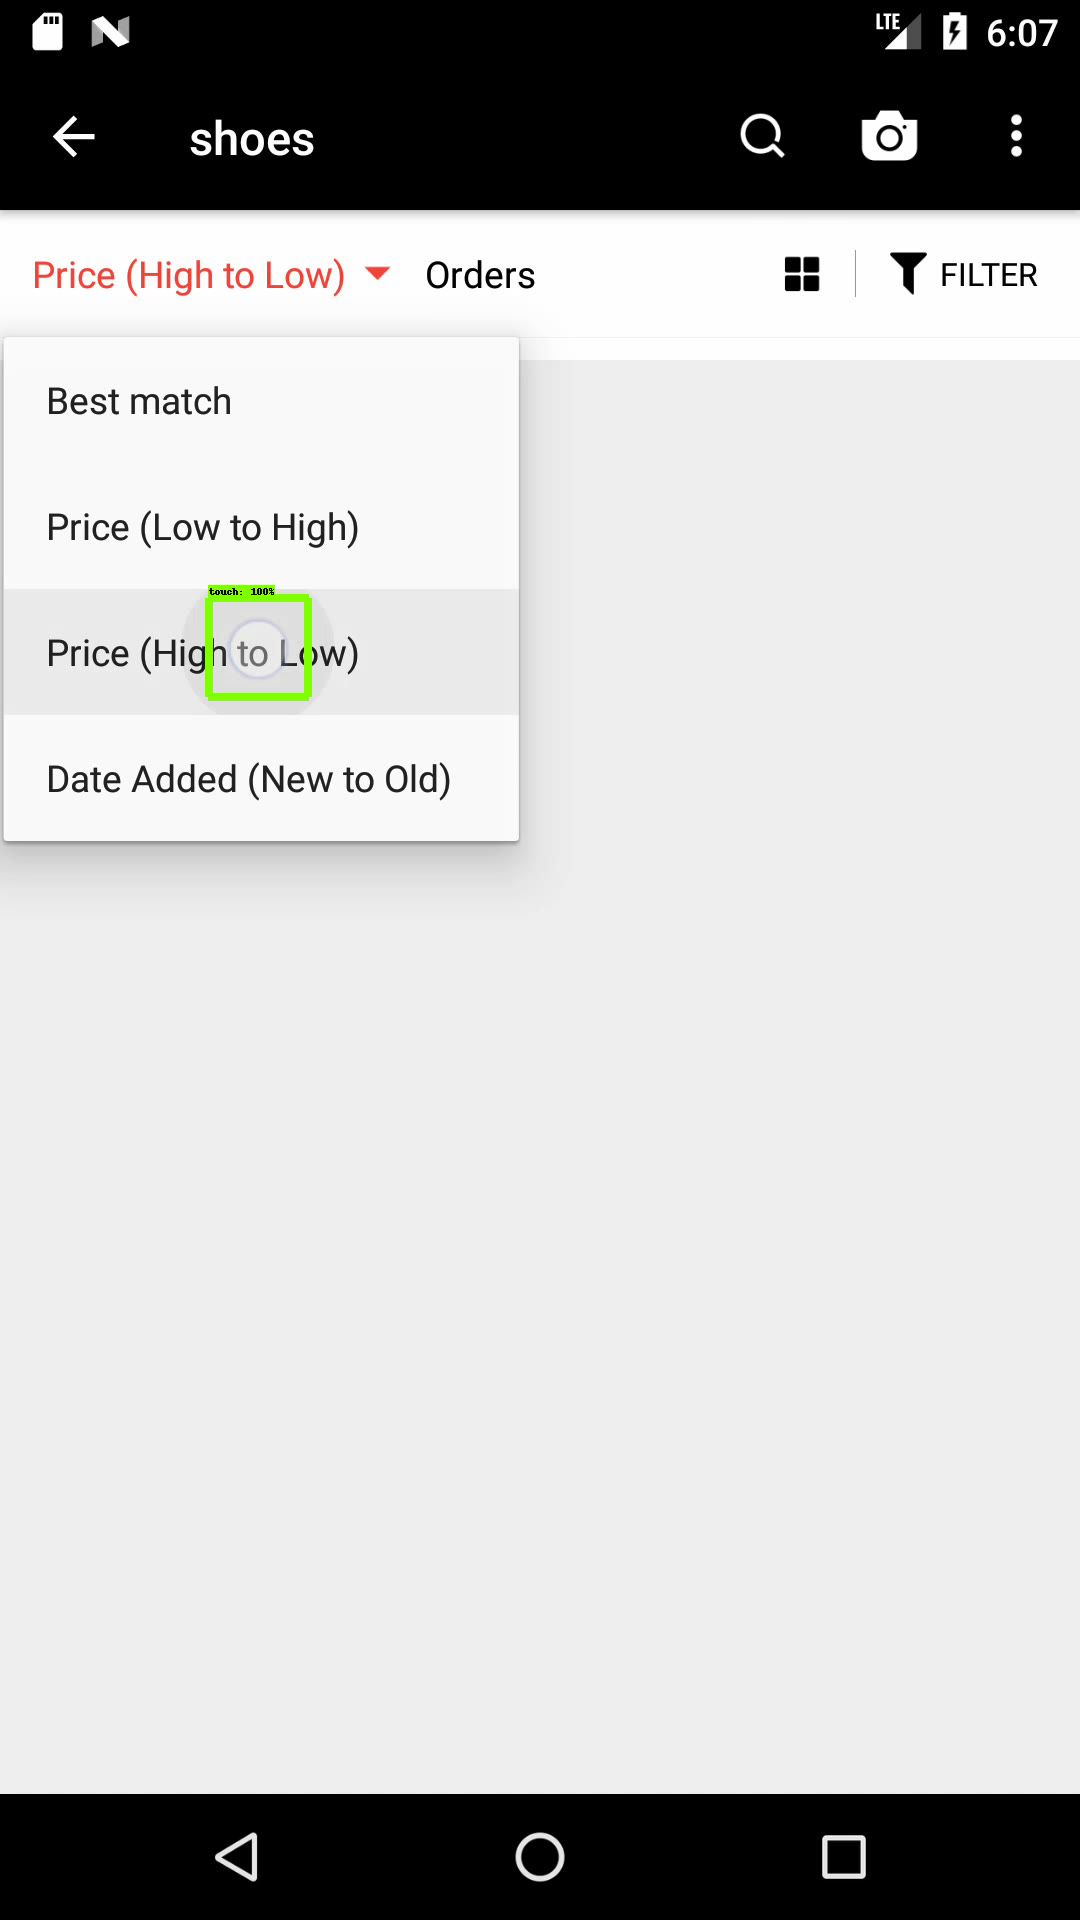 LTE 6:07
shoes
Price (High to Low) Orders FILTER
Best match
Price (Low to High)
touch: 100%
Price (High to Low)
Date Added (New to Old)